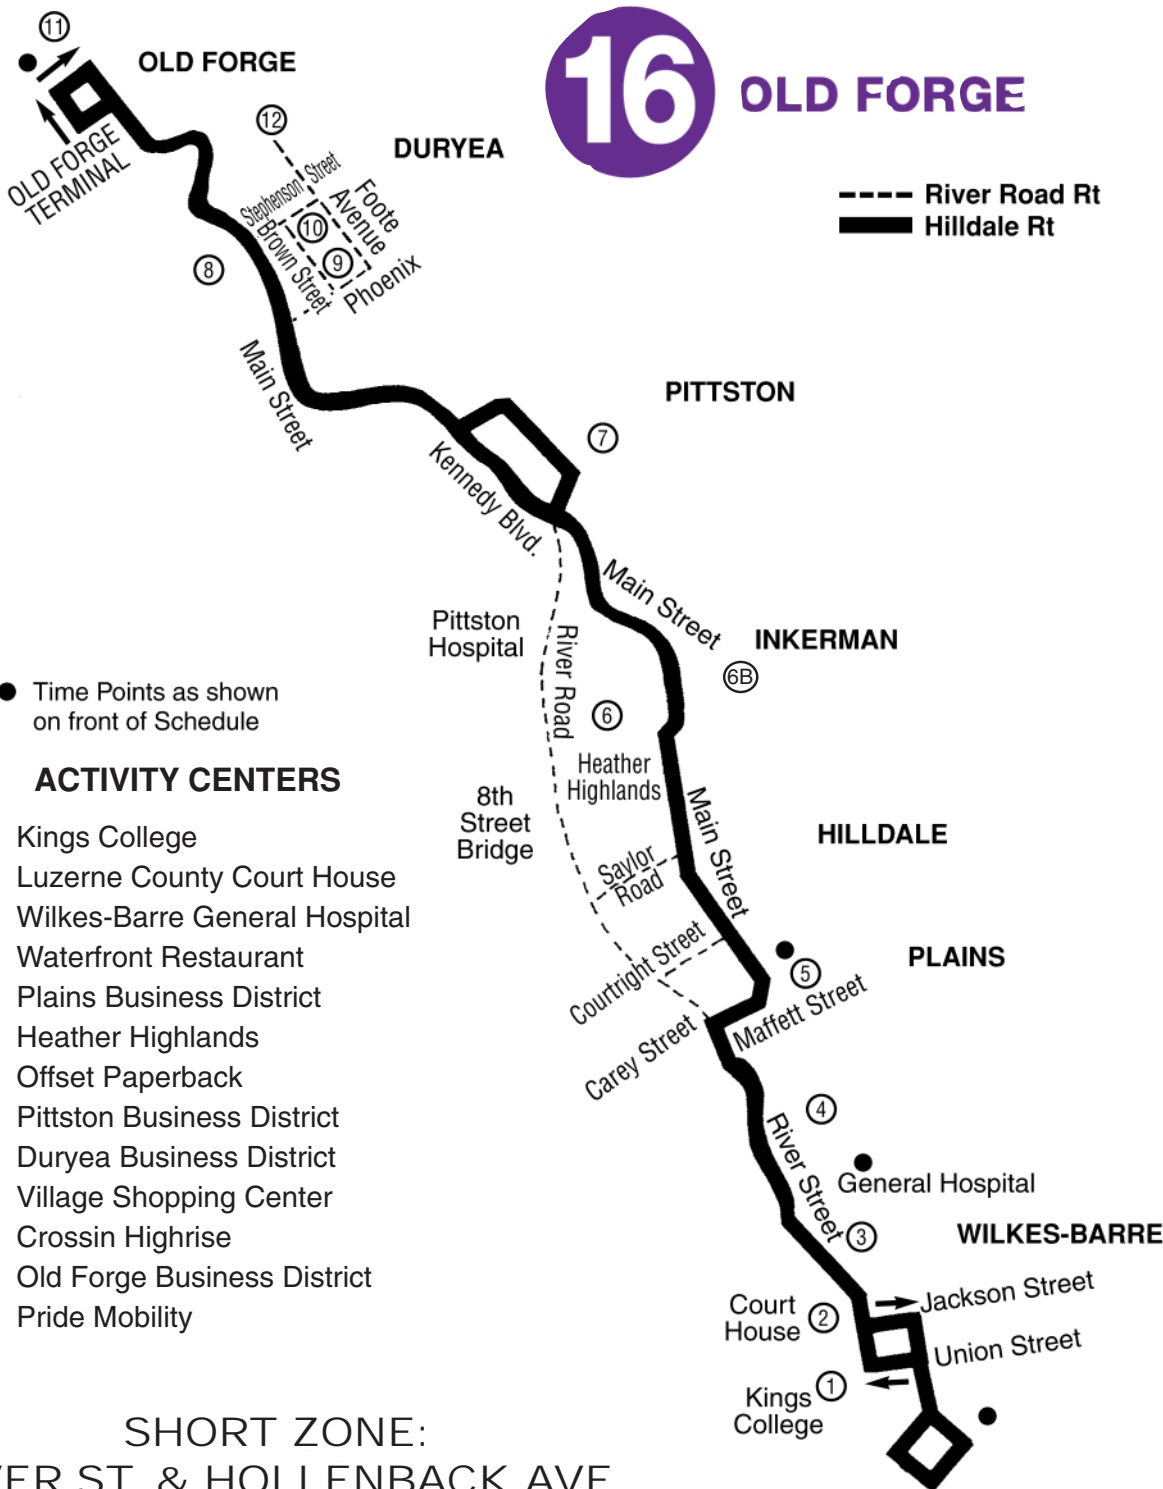 11
OLD FORGE
16 OLD FORGE
OLD FORGE
TERMINAL
12
DURYEA
River Road Rt
Hilldale Rt
Stephenson Street
Foote
Avenue
10
9
Brown Street
Phoenix
8
Main Street
PITTSTON
7
Kennedy Blvd.
Main Street
Pittston
Hospital
River Road
INKERMAN
6B
Time Points as shown
on front of Schedule
6
Heather
Highlands
ACTIVITY CENTERS
8th
Street
Bridge
Main Street
HILLDALE
Saylor
Road
Kings College
Luzerne County Court House
Wilkes-Barre General Hospital
Waterfront Restaurant
Plains Business District
Heather Highlands
Offset Paperback
Pittston Business District
Duryea Business District
Village Shopping Center
Crossin Highrise
Old Forge Business District
Pride Mobility
Courtright Street
PLAINS
5
Maffett Street
Carey Street
4
River Street
General Hospital
3
WILKES-BARRE
Jackson Street
Court
House
2
Union Street
1
Kings
College
SHORT ZONE:
ST. & HOLLENBACK AVE